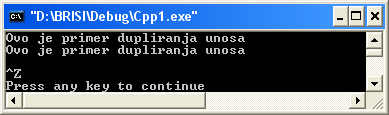 "D:\BRISI\Debug\Cpp1.exe"
Ovo je primer dupliranja unosa
Ovo je primer dupliranja unosa
^Z
Press any key to continue